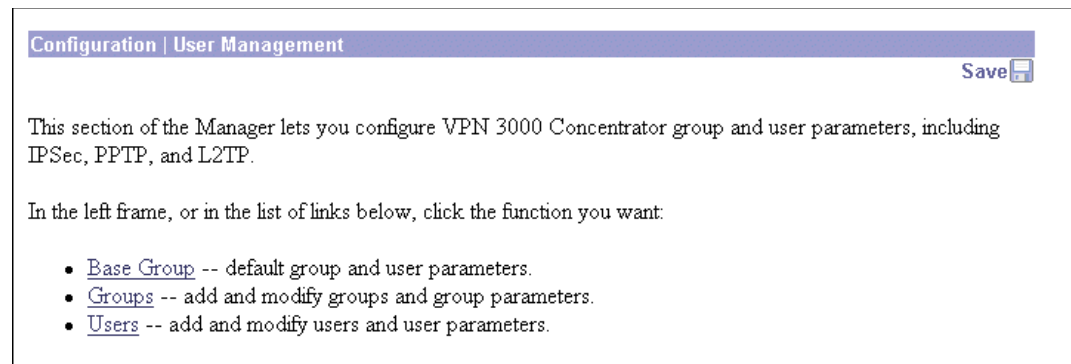 Configuration | User Management
Save
This section of the Manager lets you configure VPN 3000 Concentrator group and user parameters, including
IPSec, PPTP, and L2TP.
In the left frame, or in the list of links below, click the function you want:
• Base Group -- default group and user parameters.
• Groups -- add and modify groups and group parameters.
• Users -- add and modify users and user parameters.